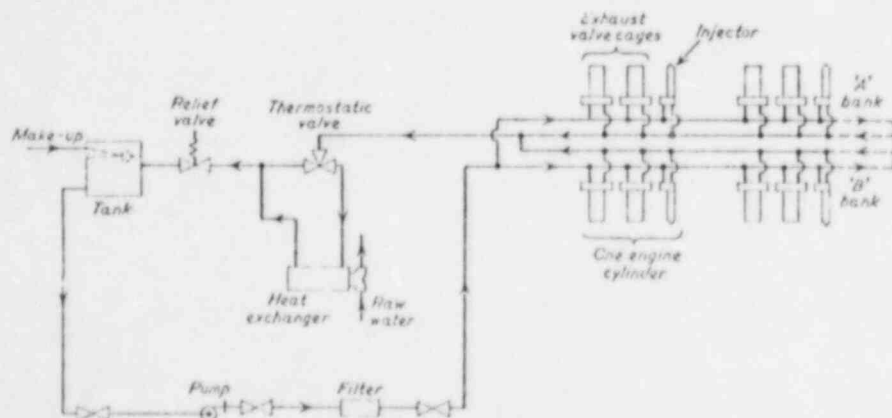 Exhaust
valve cages
Injector
'A'
bank
Relief
valve
Thermostatic
valve
Make-up
Tank
'B'
bank
One engine
cylinder
Heat
exchanger
Raw
water
Pump
Filter